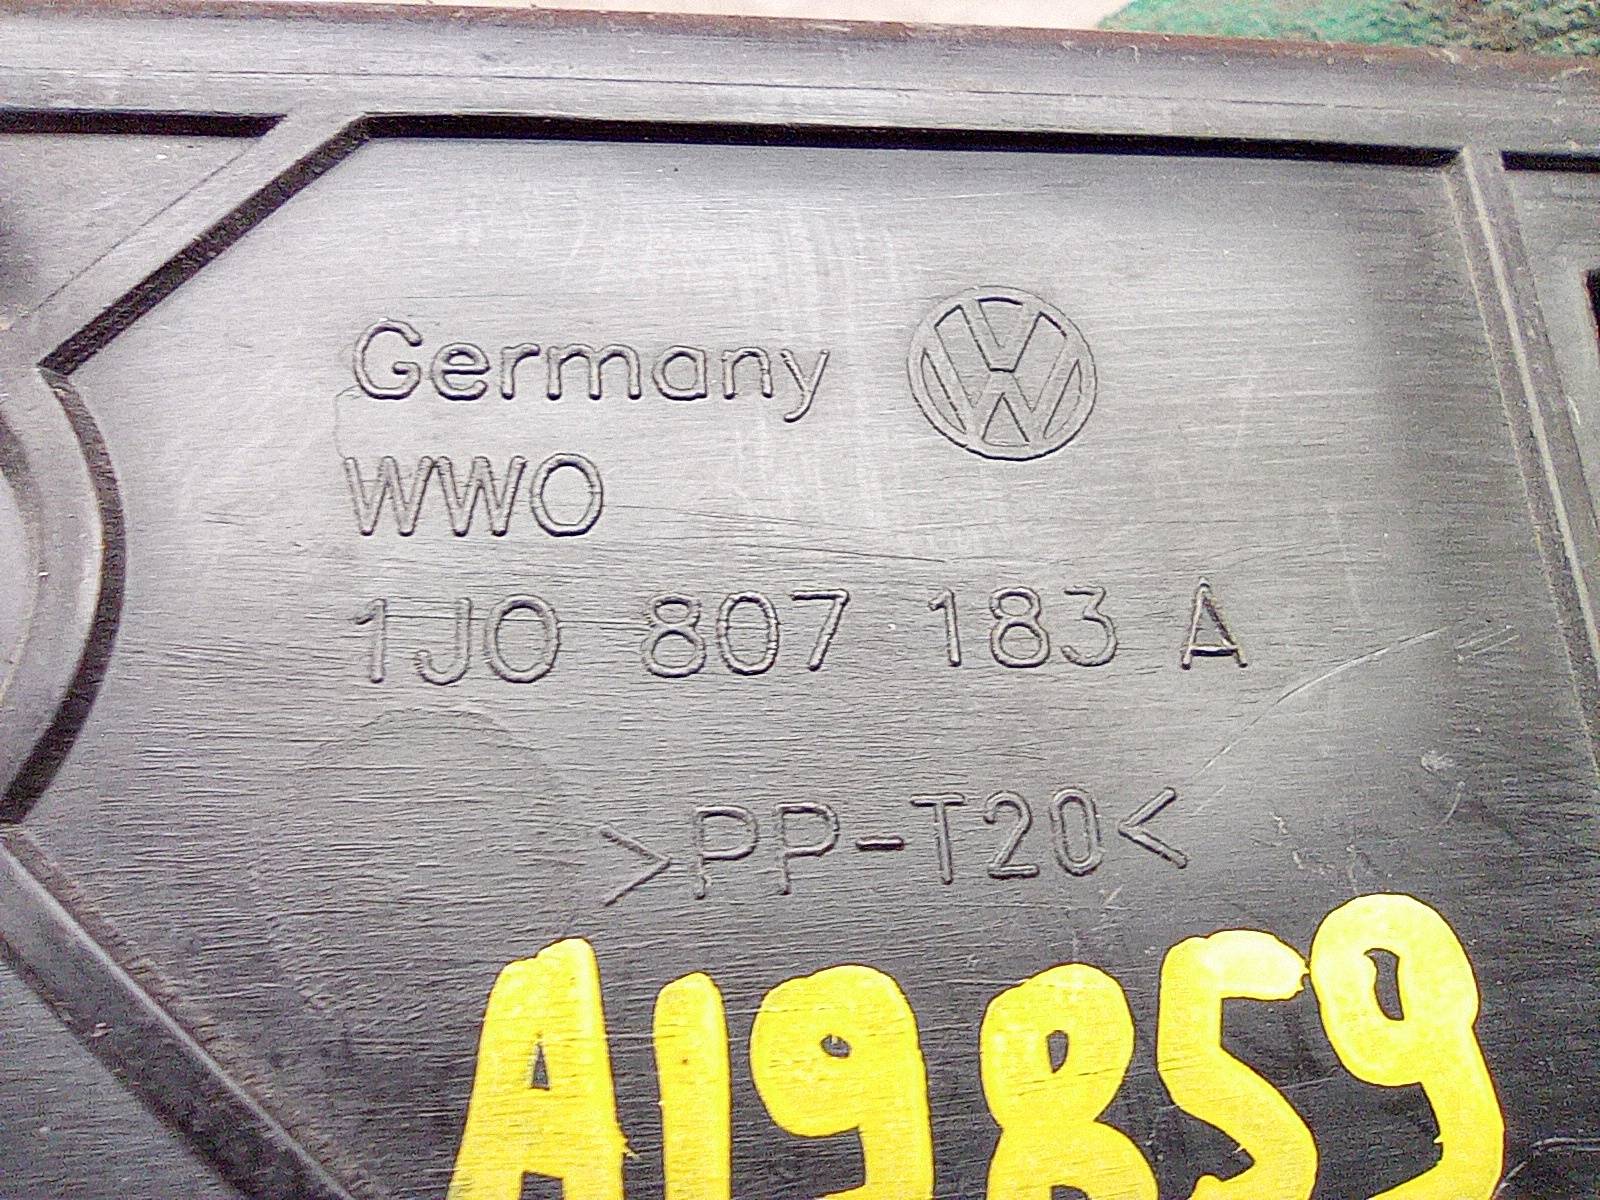 Germany
WWO
1J0 807 183 A
>PP-T20<
A19859